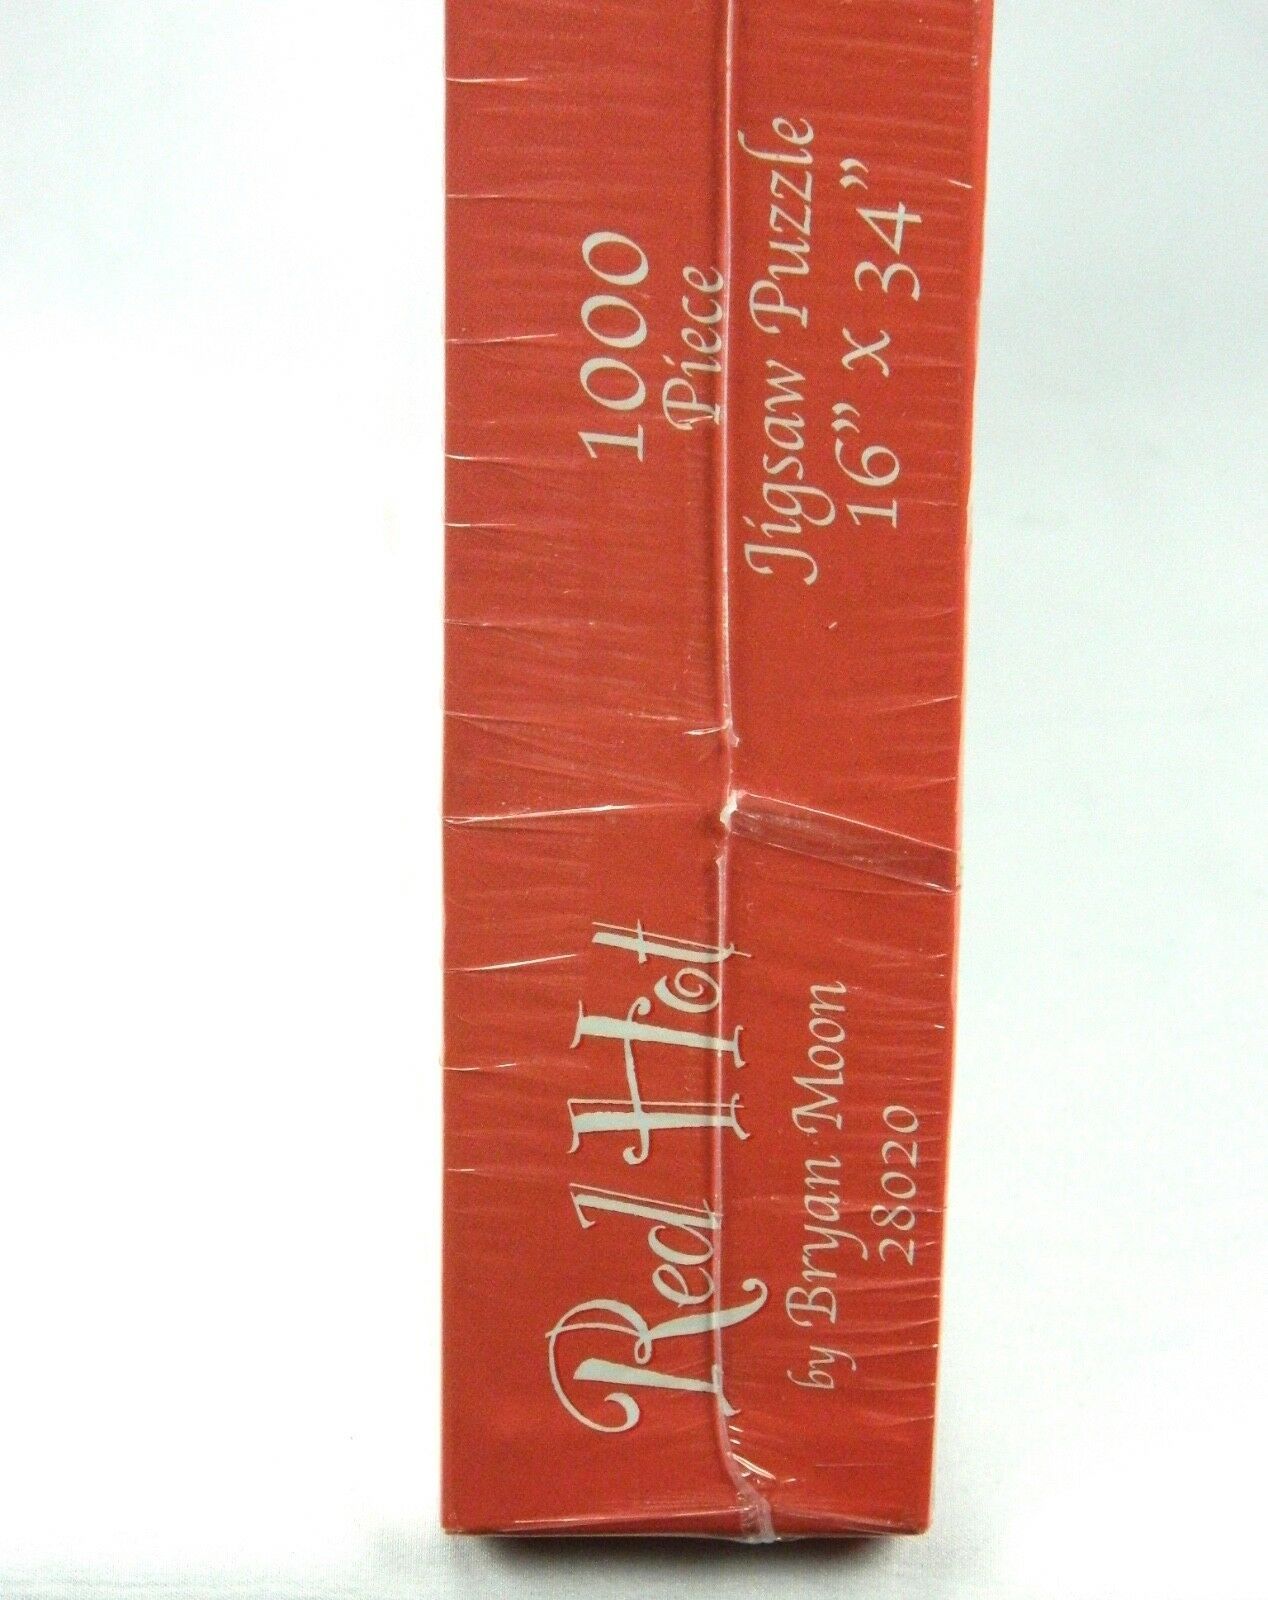 Red Hot
by Bryan Moon
28020
1000
Piece
Jigsaw Puzzle
16” x 34”